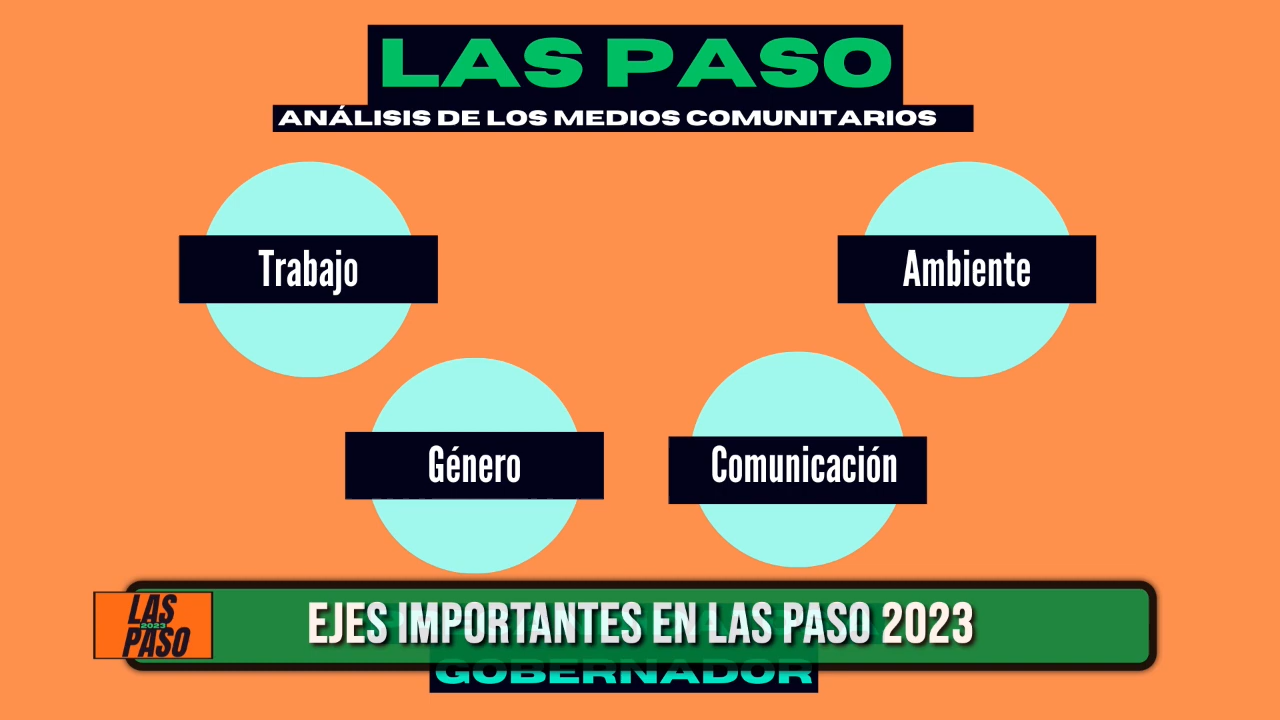 LAS PASO
ANÁLISIS DE LOS MEDIOS COMUNITARIOS
Trabajo
Ambiente
Género
Comunicación
EJES IMPORTANTES EN LAS PASO 2023
LAS
2023
PASO
GOBERNADOR